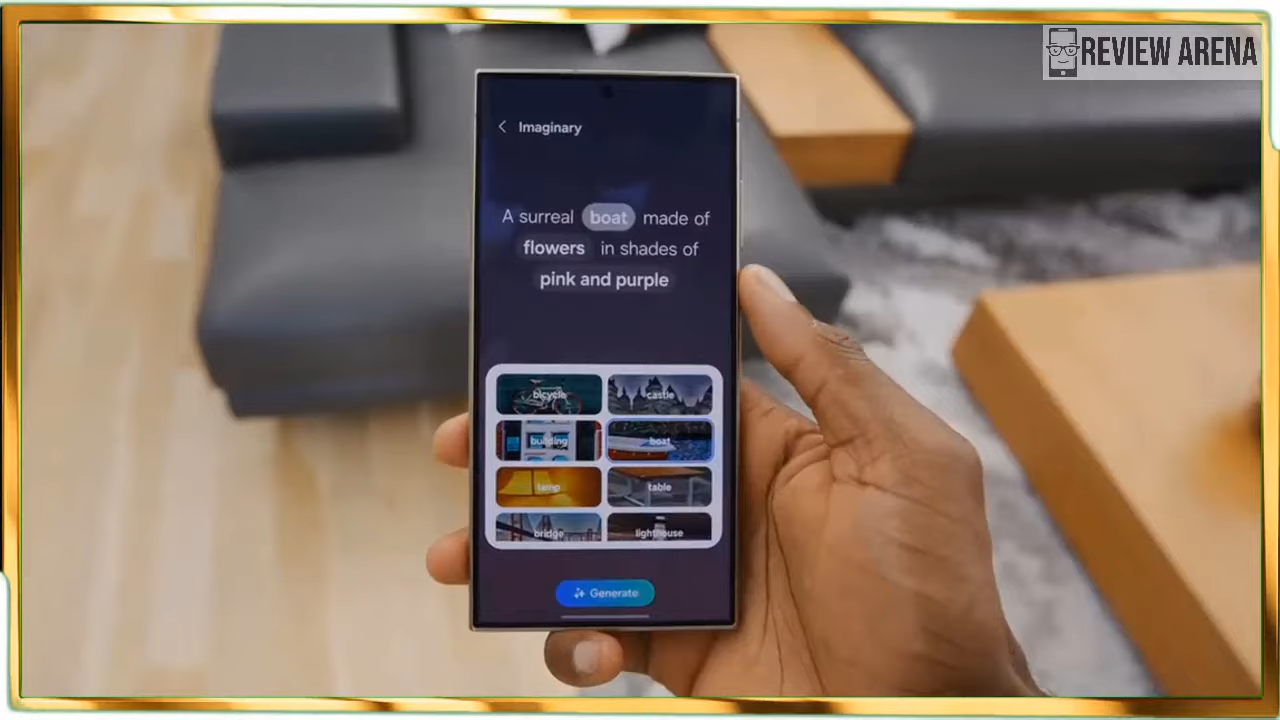 REVIEW ARENA
Imaginary
A surreal boat made of
flowers in shades of
pink and purple
bicycle castle
building boat
lamp table
bridge lighthouse
Generate